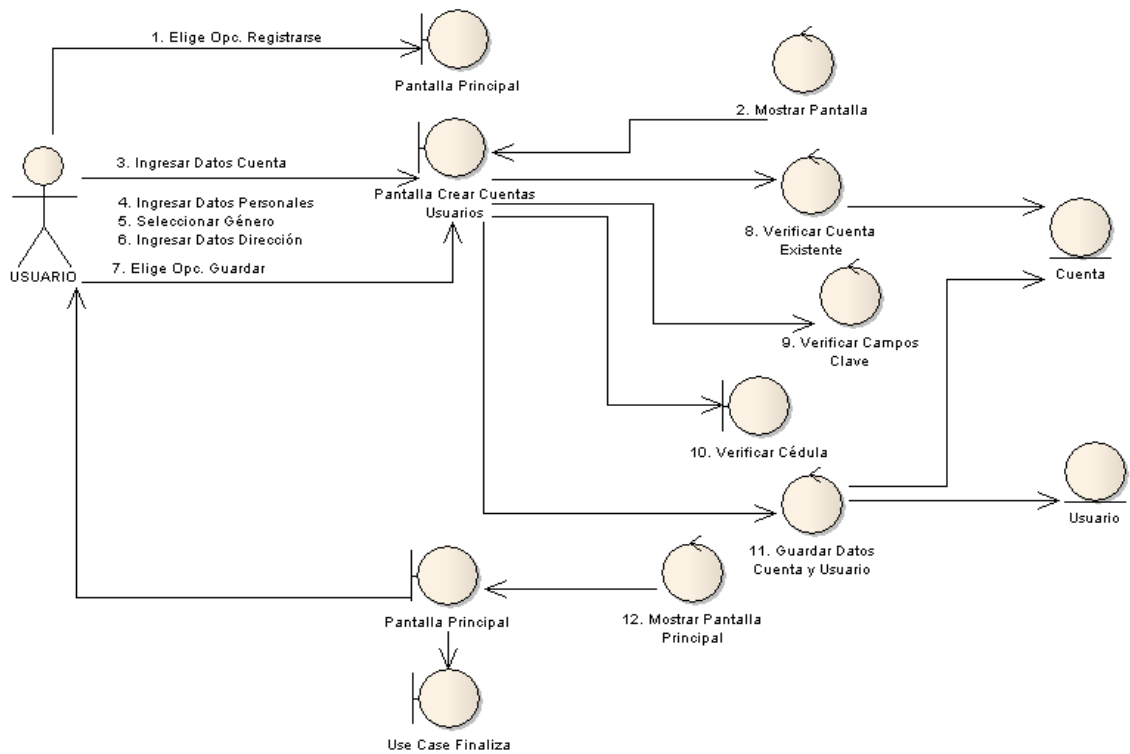 1. Elige Opc. Registrarse
Pantalla Principal
2. Mostrar Pantalla
3. Ingresar Datos Cuenta
Pantalla Crear Cuentas
Usuarios
4. Ingresar Datos Personales
5. Seleccionar Género
6. Ingresar Datos Dirección
8. Verificar Cuenta
Existente
USUARIO
7. Elige Opc. Guardar
Cuenta
9. Verificar Campos
Clave
10. Verificar Cédula
Usuario
11. Guardar Datos
Cuenta y Usuario
Pantalla Principal
12. Mostrar Pantalla
Principal
Use Case Finaliza